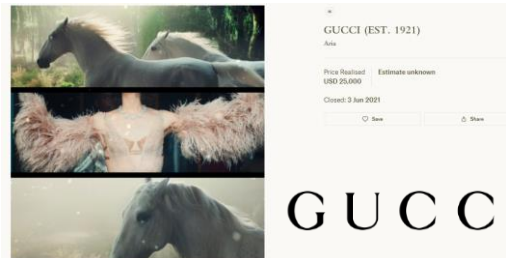 GUCCI (EST. 1921)
Aria
Price Realised
USD 25,000
Estimate unknown
Closed: 3 Jun 2021
Save
Share
GUCC